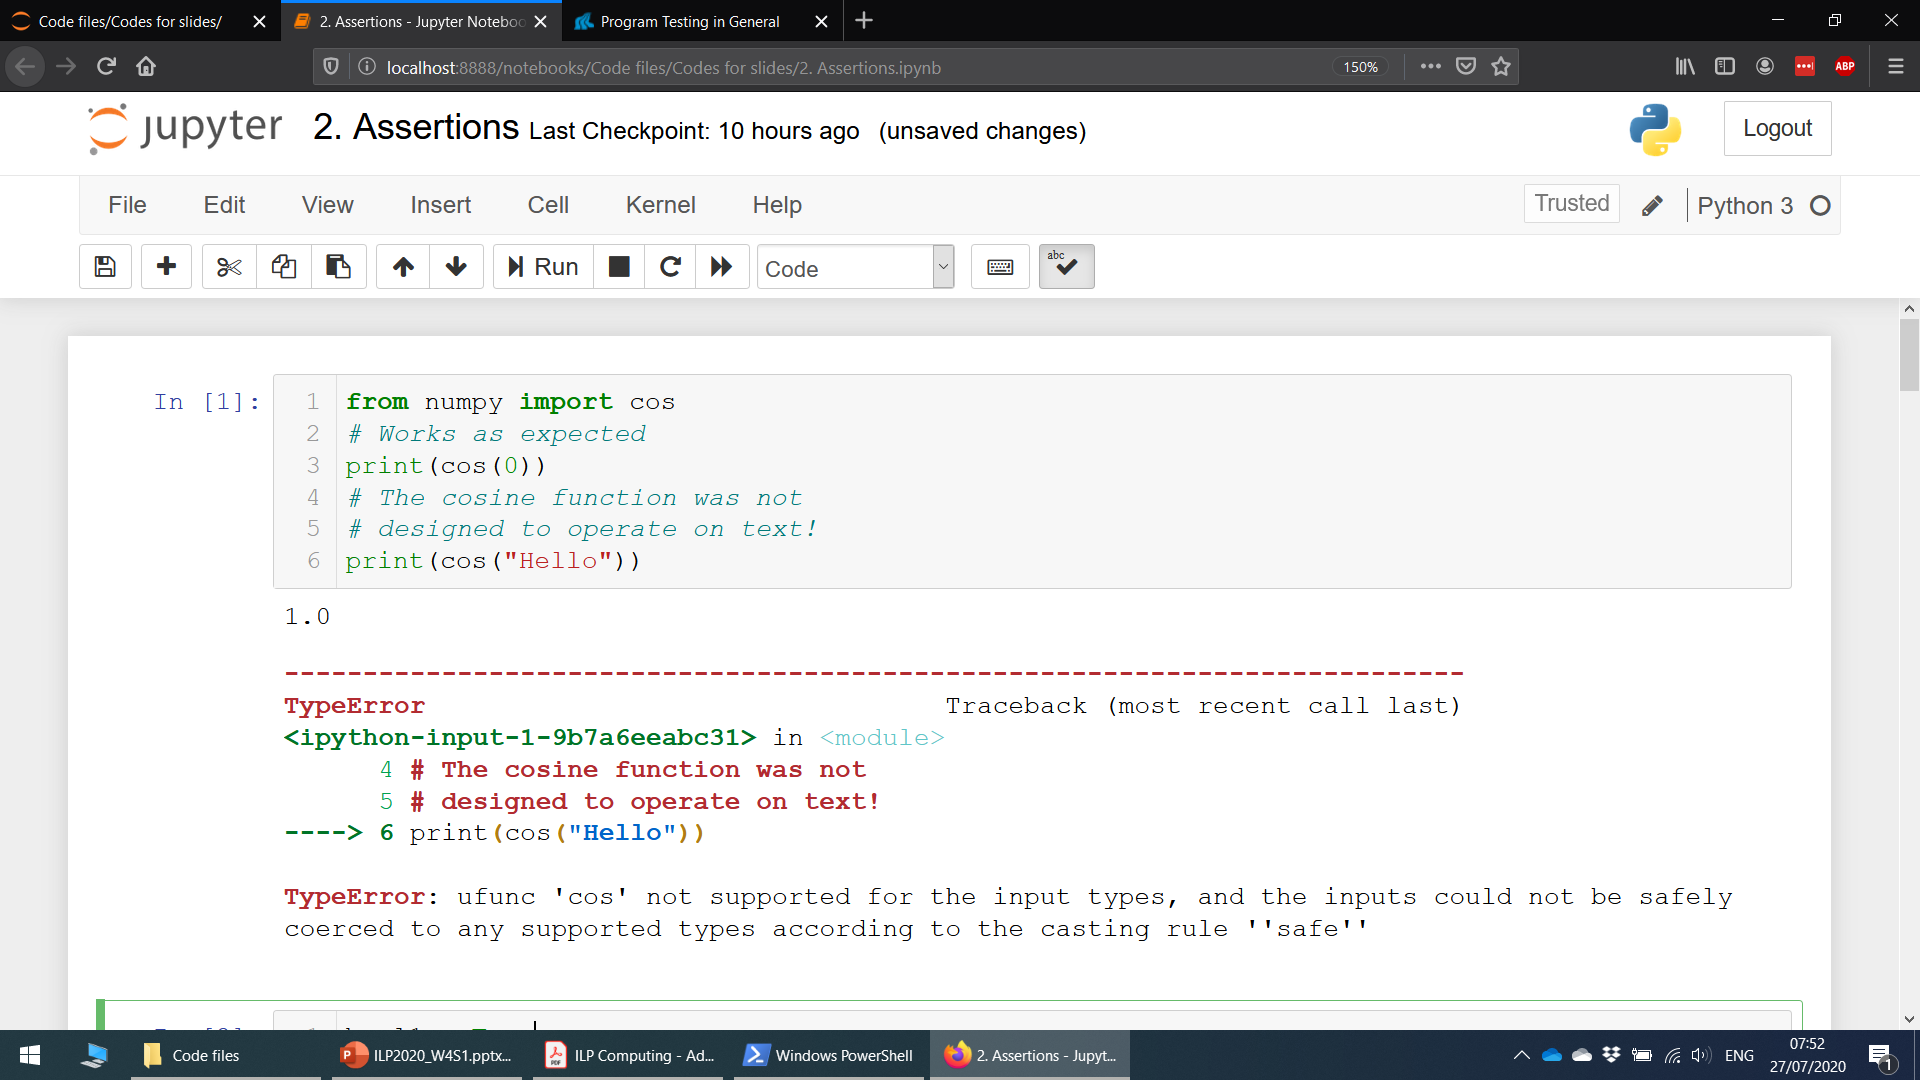 Code files/Codes for slides/
2. Assertions - Jupyter Noteboo
Program Testing in General
localhost:8888/notebooks/Code files/Codes for slides/2. Assertions.ipynb
150%
ABP
jupyter 2. Assertions Last Checkpoint: 10 hours ago (unsaved changes)
Logout
File Edit View Insert Cell Kernel Help
Trusted
Python 3
Run
Code
abc
In [1]:
1 from numpy import cos
2 # Works as expected
3 print(cos(0))
4 # The cosine function was not
5 # designed to operate on text!
6 print(cos("Hello"))
1.0
---------------------------------------------------------------------------
TypeError Traceback (most recent call last)
<ipython-input-1-9b7a6eeabc31> in <module>
4 # The cosine function was not
5 # designed to operate on text!
----> 6 print(cos("Hello"))
TypeError: ufunc 'cos' not supported for the input types, and the inputs could not be safely
coerced to any supported types according to the casting rule ''safe''
Code files
ILP2020_W4S1.pptx...
ILP Computing - Ad...
Windows PowerShell
2. Assertions - Jupyt...
ENG
07:52
27/07/2020
1